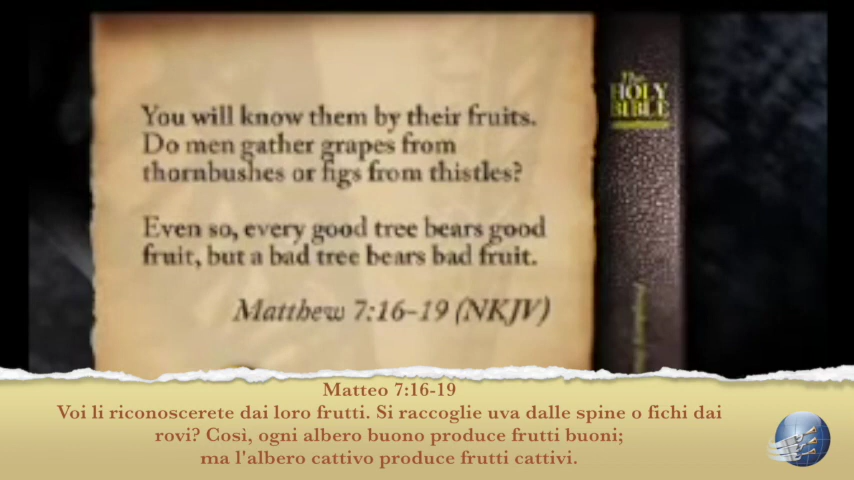 You will know them by their fruits.
Do men gather grapes from
thornbushes or figs from thistles?
Even so, every good tree bears good
fruit, but a bad tree bears bad fruit.
Matthew 7:16-19 (NKJV)
The
HOLY
BIBLE
Matteo 7:16-19
Voi li riconoscerete dai loro frutti. Si raccoglie uva dalle spine o fichi dai
rovi? Così, ogni albero buono produce frutti buoni;
ma l'albero cattivo produce frutti cattivi.